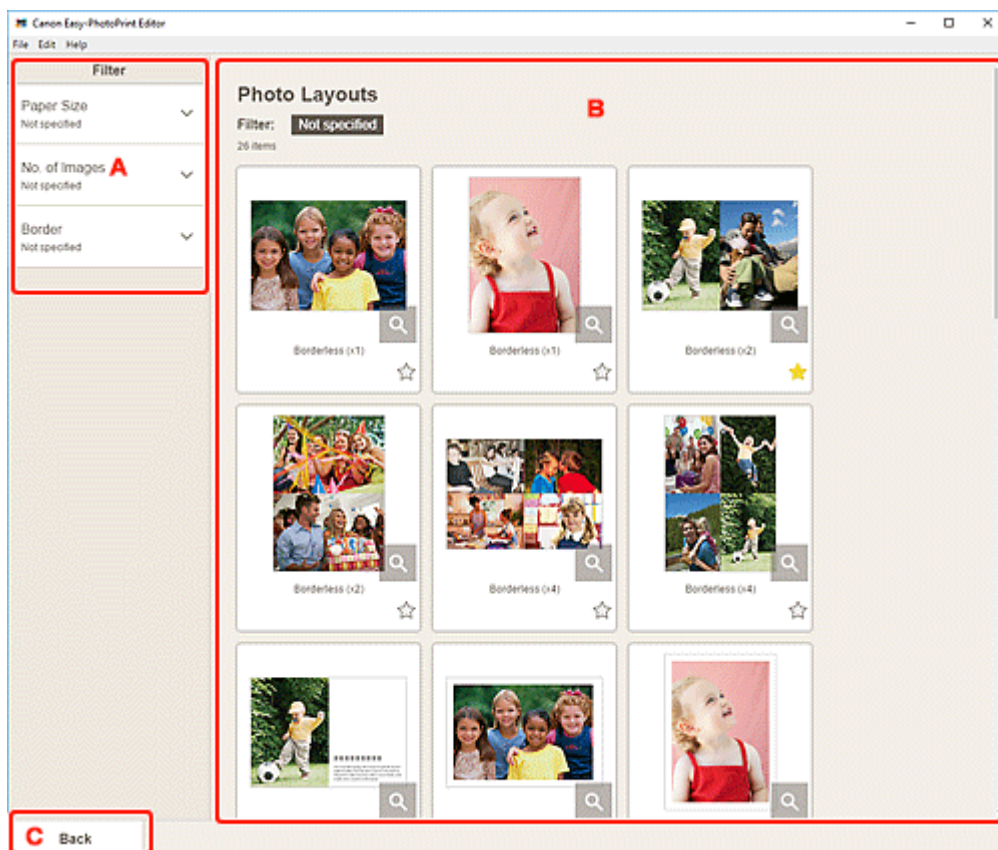 Canon Easy-PhotoPrint Editor
File Edit Help
Filter
Paper Size
Not specified
No. of Images A
Not specified
Border
Not specified
Photo Layouts
B
Filter: Not specified
26 items
Borderless (x1)
Borderless (x1)
Borderless (x2)
Borderless (x2)
Borderless (x4)
Borderless (x4)
C Back